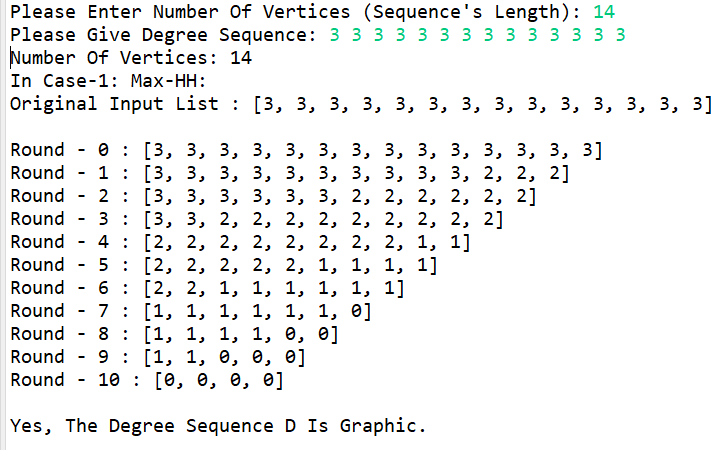 Please Enter Number Of Vertices (Sequence's Length): 14
Please Give Degree Sequence: 3 3 3 3 3 3 3 3 3 3 3 3 3 3
Number Of Vertices: 14
In Case-1: Max-HH:
Original Input List : [3, 3, 3, 3, 3, 3, 3, 3, 3, 3, 3, 3, 3, 3]
Round - 0 : [3, 3, 3, 3, 3, 3, 3, 3, 3, 3, 3, 3, 3, 3]
Round - 1 : [3, 3, 3, 3, 3, 3, 3, 3, 3, 3, 2, 2, 2]
Round - 2 : [3, 3, 3, 3, 3, 3, 2, 2, 2, 2, 2, 2]
Round - 3 : [3, 3, 2, 2, 2, 2, 2, 2, 2, 2, 2]
Round - 4 : [2, 2, 2, 2, 2, 2, 2, 2, 1, 1]
Round - 5 : [2, 2, 2, 2, 2, 1, 1, 1, 1]
Round - 6 : [2, 2, 1, 1, 1, 1, 1, 1]
Round - 7 : [1, 1, 1, 1, 1, 1, 0]
Round - 8 : [1, 1, 1, 1, 0, 0]
Round - 9 : [1, 1, 0, 0, 0]
Round - 10 : [0, 0, 0, 0]
Yes, The Degree Sequence D Is Graphic.